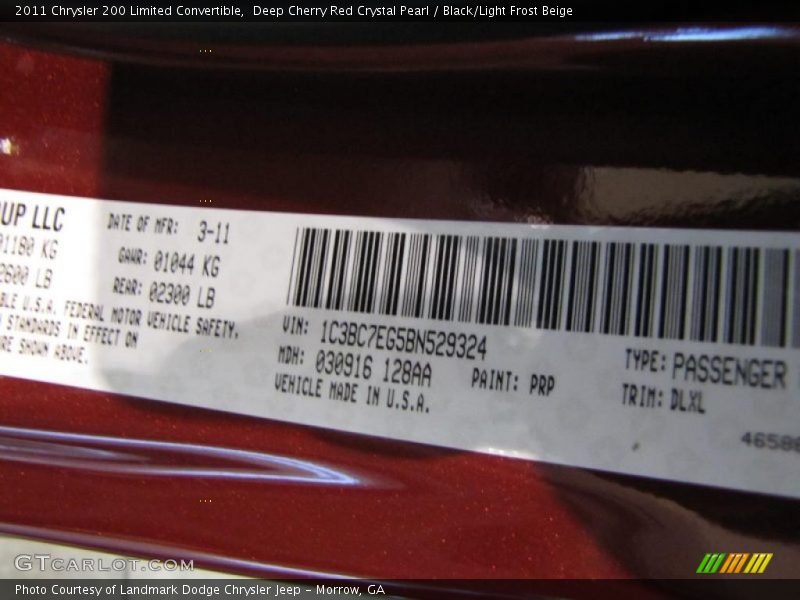 2011 Chrysler 200 Limited Convertible, Deep Cherry Red Crystal Pearl / Black/Light Frost Beige
UP LLC
DATE OF MFR: 3-11
01180 KG
GAWR: 01044 KG
2600 LB
REAR: 02300 LB
BLE U.S.A. FEDERAL MOTOR VEHICLE SAFETY.
STANDARDS IN EFFECT ON
ARE SHOWN ABOVE.
VIN: 1C3BC7EG5BN529324
MDH: 030916 128AA
PAINT: PRP
VEHICLE MADE IN U.S.A.
TYPE: PASSENGER
TRIM: DLXL
4658
GTCARLOT.COM
Photo Courtesy of Landmark Dodge Chrysler Jeep – Morrow, GA